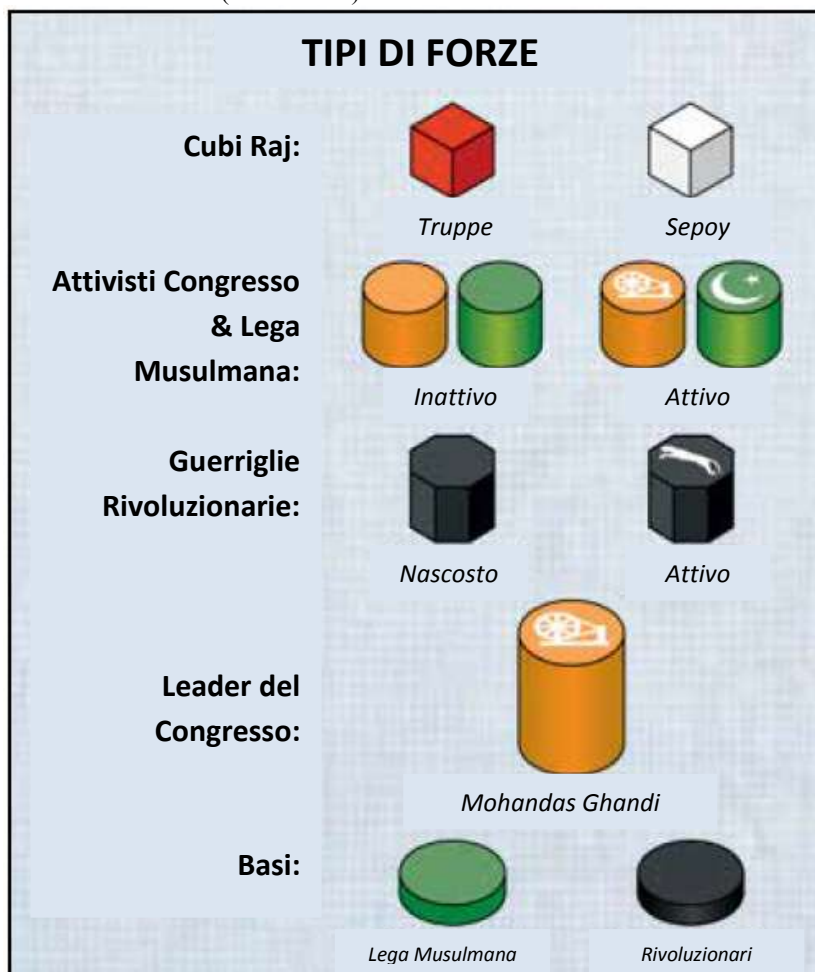 TIPI DI FORZE
Cubi Raj:
Truppe
Sepoy
Attivisti Congresso
& Lega
Musulmana:
Inattivo
Attivo
Guerriglie
Rivoluzionarie:
Nascosto
Attivo
Leader del
Congresso:
Mohandas Ghandi
Basi:
Lega Musulmana
Rivoluzionari